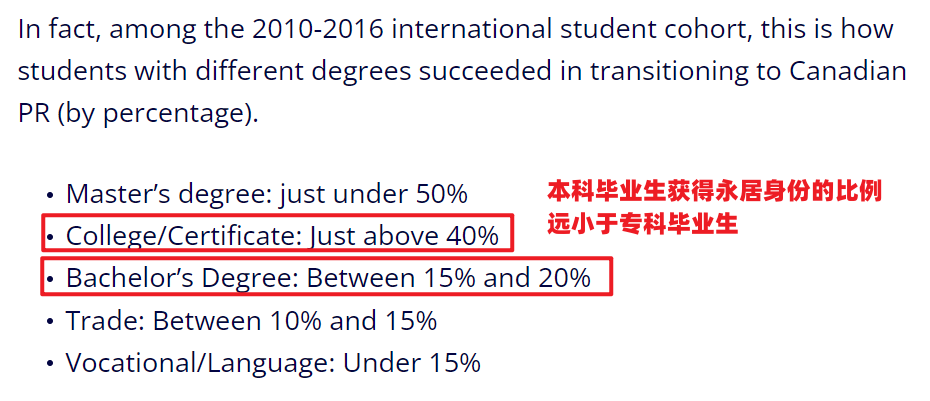 In fact, among the 2010-2016 international student cohort, this is how
students with different degrees succeeded in transitioning to Canadian
PR (by percentage).
• Master’s degree: just under 50%
• College/Certificate: Just above 40%
• Bachelor’s Degree: Between 15% and 20%
• Trade: Between 10% and 15%
• Vocational/Language: Under 15%
本科毕业生获得永居身份的比例
远小于专科毕业生